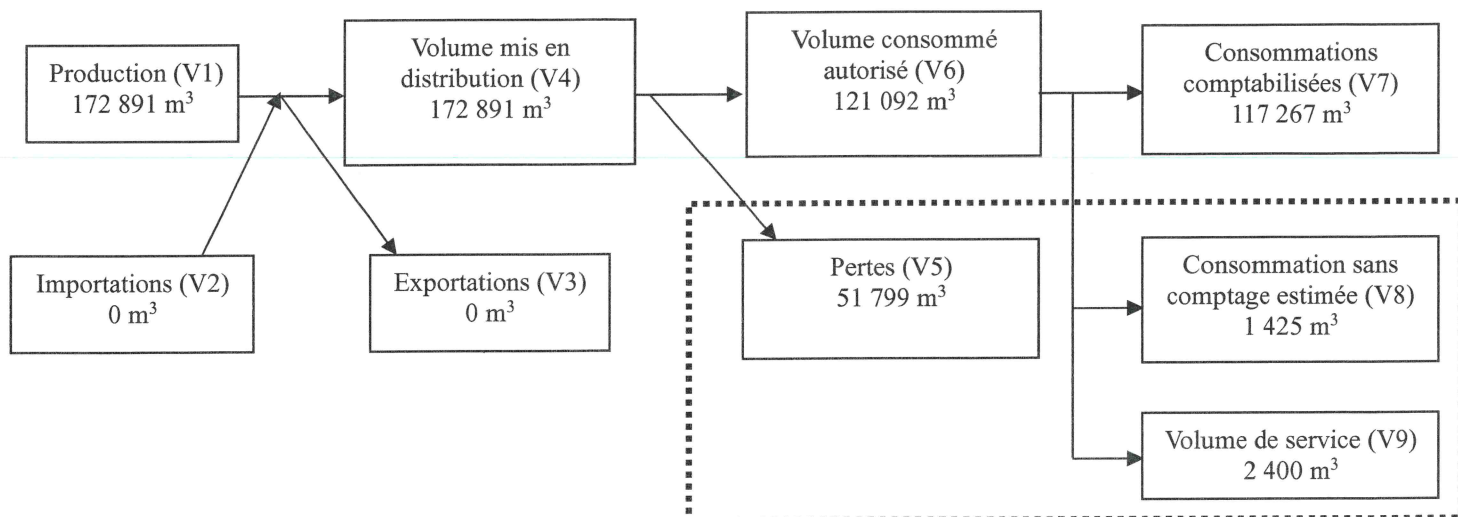 Production (V1)
172 891 m³
Volume mis en
distribution (V4)
172 891 m³
Volume consommé
autorisé (V6)
121 092 m³
Consommations
comptabilisées (V7)
117 267 m³
Importations (V2)
0 m³
Exportations (V3)
0 m³
Pertes (V5)
51 799 m³
Consommation sans
comptage estimée (V8)
1 425 m³
Volume de service (V9)
2 400 m³